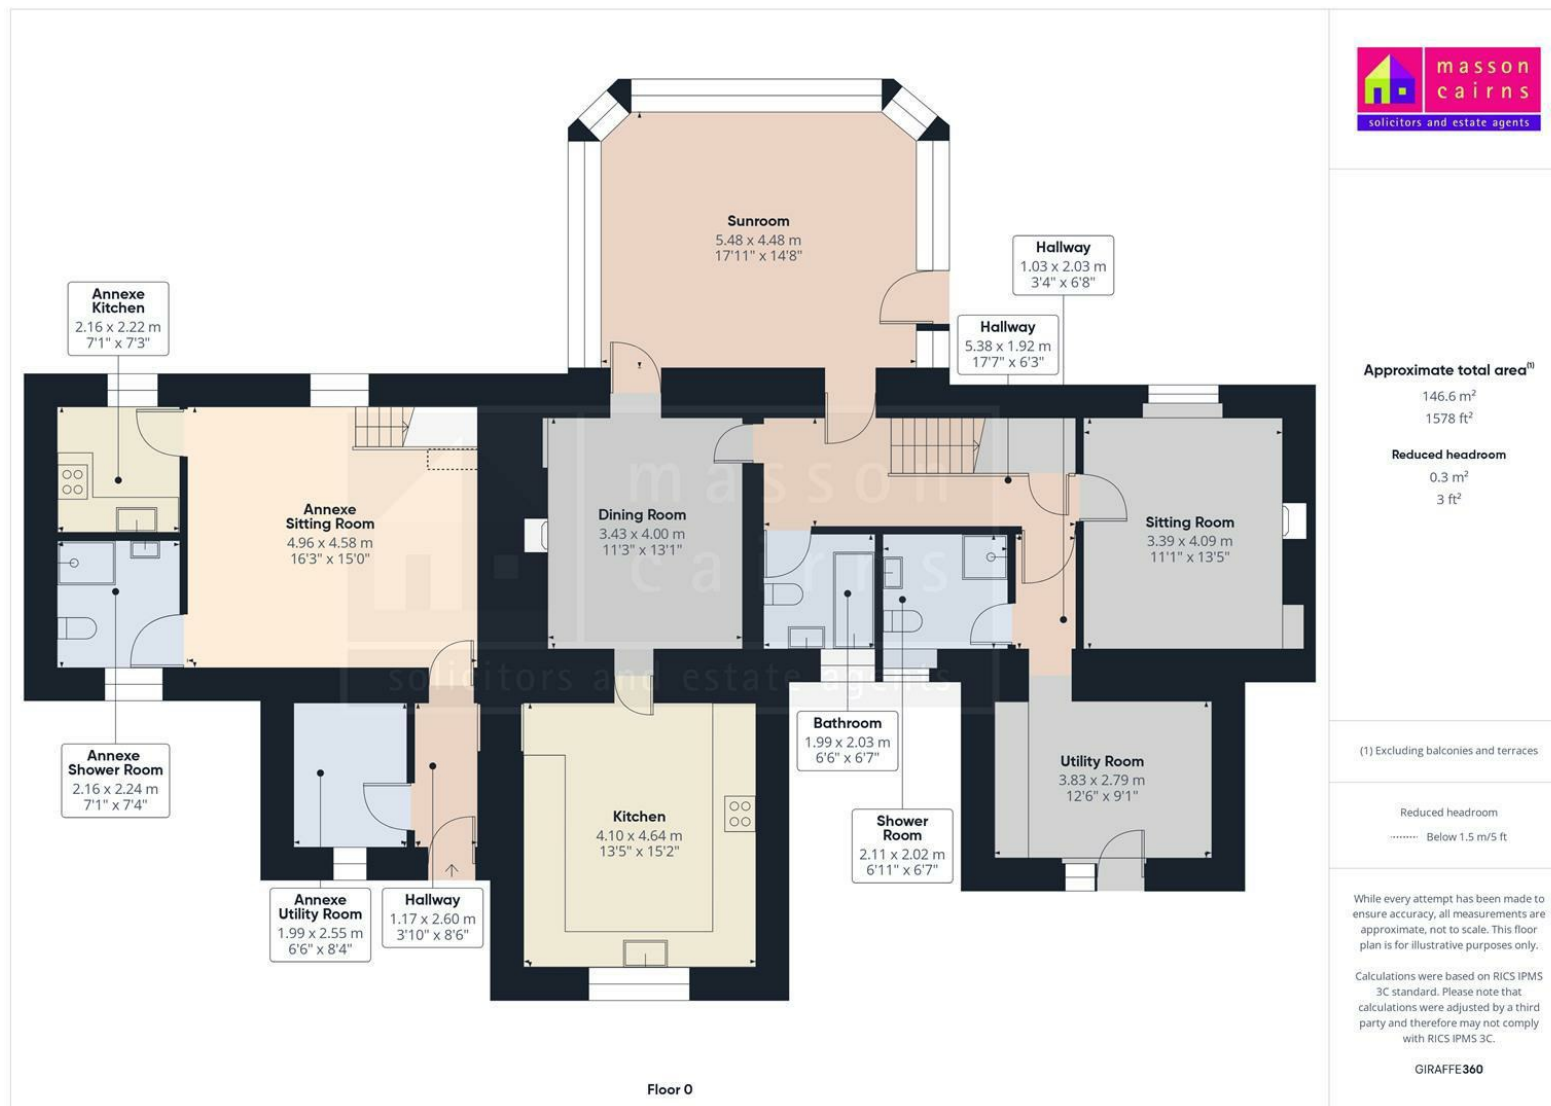 masson
cairns
solicitors and estate agents
Sunroom
5.48 x 4.48 m
17'11" x 14'8"
Hallway
1.03 x 2.03 m
3'4" x 6'8"
Annexe
Kitchen
2.16 x 2.22 m
7'1" x 7'3"
Hallway
5.38 x 1.92 m
17'7" x 6'3"
Annexe
Sitting Room
4.96 x 4.58 m
16'3" x 15'0"
Dining Room
3.43 x 4.00 m
11'3" x 13'1"
Sitting Room
3.39 x 4.09 m
11'1" x 13'5"
masson
cairns
solicitors and estate agents
Annexe
Shower Room
2.16 x 2.24 m
7'1" x 7'4"
Bathroom
1.99 x 2.03 m
6'6" x 6'7"
Utility Room
3.83 x 2.79 m
12'6" x 9'1"
Kitchen
4.10 x 4.64 m
13'5" x 15'2"
Shower
Room
2.11 x 2.02 m
6'11" x 6'7"
Annexe
Utility Room
1.99 x 2.55 m
6'6" x 8'4"
Hallway
1.17 x 2.60 m
3'10" x 8'6"
Floor 0
Approximate total area(1)
146.6 m²
1578 ft²
Reduced headroom
0.3 m²
3 ft²
(1) Excluding balconies and terraces
Reduced headroom
Below 1.5 m/5 ft
While every attempt has been made to
ensure accuracy, all measurements are
approximate, not to scale. This floor
plan is for illustrative purposes only.
Calculations were based on RICS IPMS
3C standard. Please note that
calculations were adjusted by a third
party and therefore may not comply
with RICS IPMS 3C.
GIRAFFE360